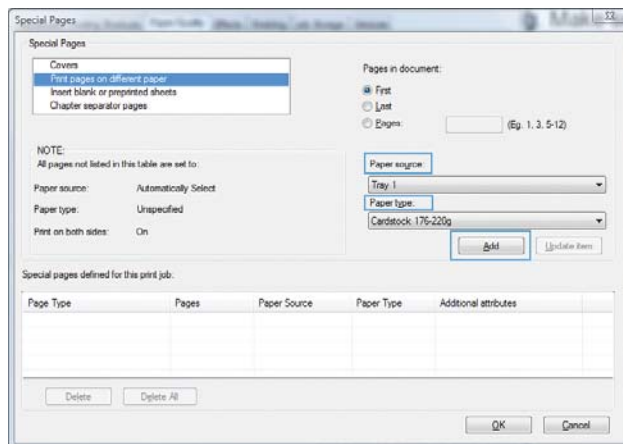 Special Pages
Special Pages
Covers
Print pages on different paper
Insert blank or preprinted sheets
Chapter separator pages
Pages in document:
First
Last
Pages:
(Eg. 1, 3, 5-12)
NOTE:
All pages not listed in this table are set to:
Paper source: Automatically Select
Paper type: Unspecified
Print on both sides: On
Paper source:
Tray 1
Paper type:
Cardstock 176-220g
Add
Update item
Special pages defined for this print job:
Page Type Pages Paper Source Paper Type Additional attributes
Delete
Delete All
OK
Cancel